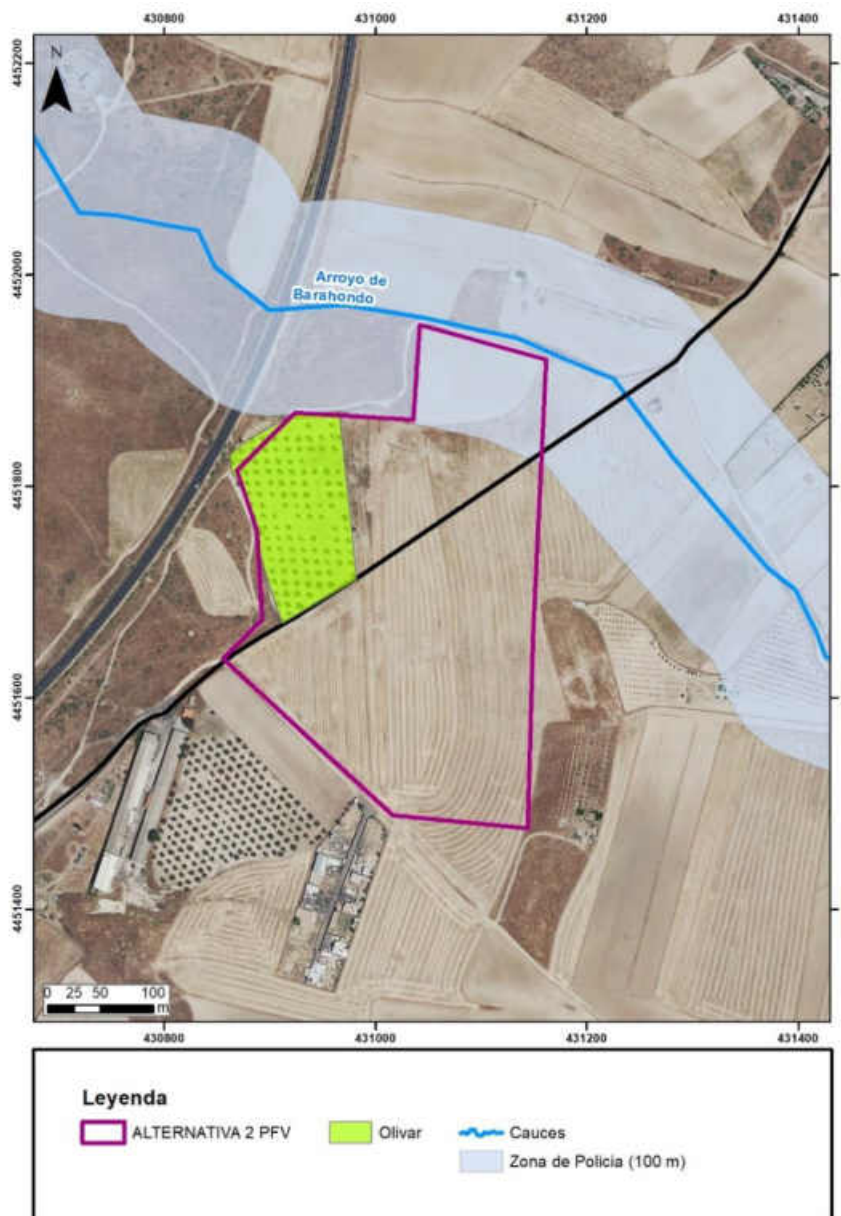 430800 431000 431200 431400
4452200
N
4452000
Arroyo de
Barahondo
4451800
4451600
4451400
0 25 50 100
m
430800 431000 431200 431400
Leyenda
ALTERNATIVA 2 PFV Olivar Cauces
Zona de Policia (100 m)